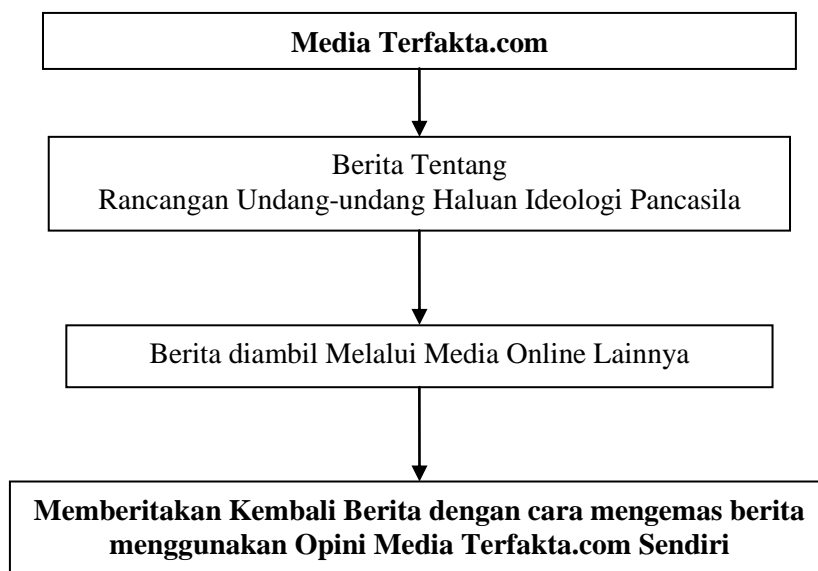 Media Terfakta.com
Berita Tentang
Rancangan Undang-undang Haluan Ideologi Pancasila
Berita diambil Melalui Media Online Lainnya
Memberitakan Kembali Berita dengan cara mengemas berita
menggunakan Opini Media Terfakta.com Sendiri